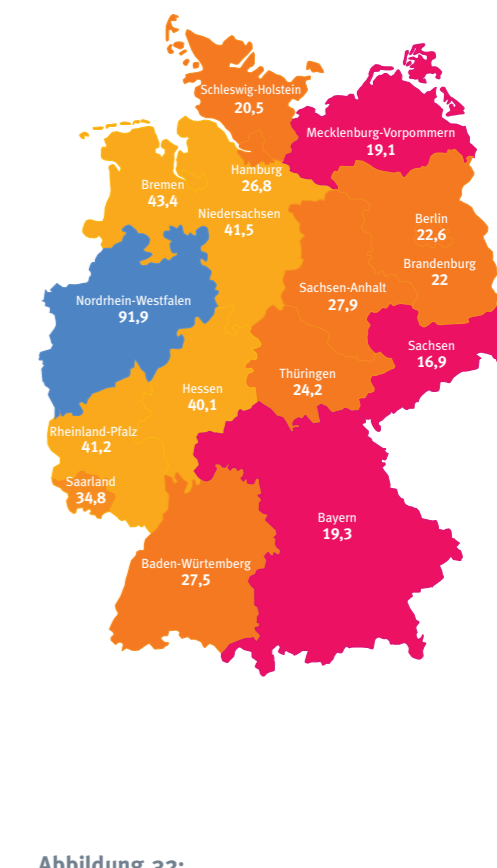 Schleswig-Holstein
20,5
Mecklenburg-Vorpommern
19,1
Hamburg
26,8
Bremen
43,4
Niedersachsen
41,5
Berlin
22,6
Brandenburg
22
Sachsen-Anhalt
27,9
Nordrhein-Westfalen
91,9
Sachsen
16,9
Thüringen
24,2
Hessen
40,1
Rheinland-Pfalz
41,2
Saarland
34,8
Bayern
19,3
Baden-Würtemberg
27,5
Abbildung 32: